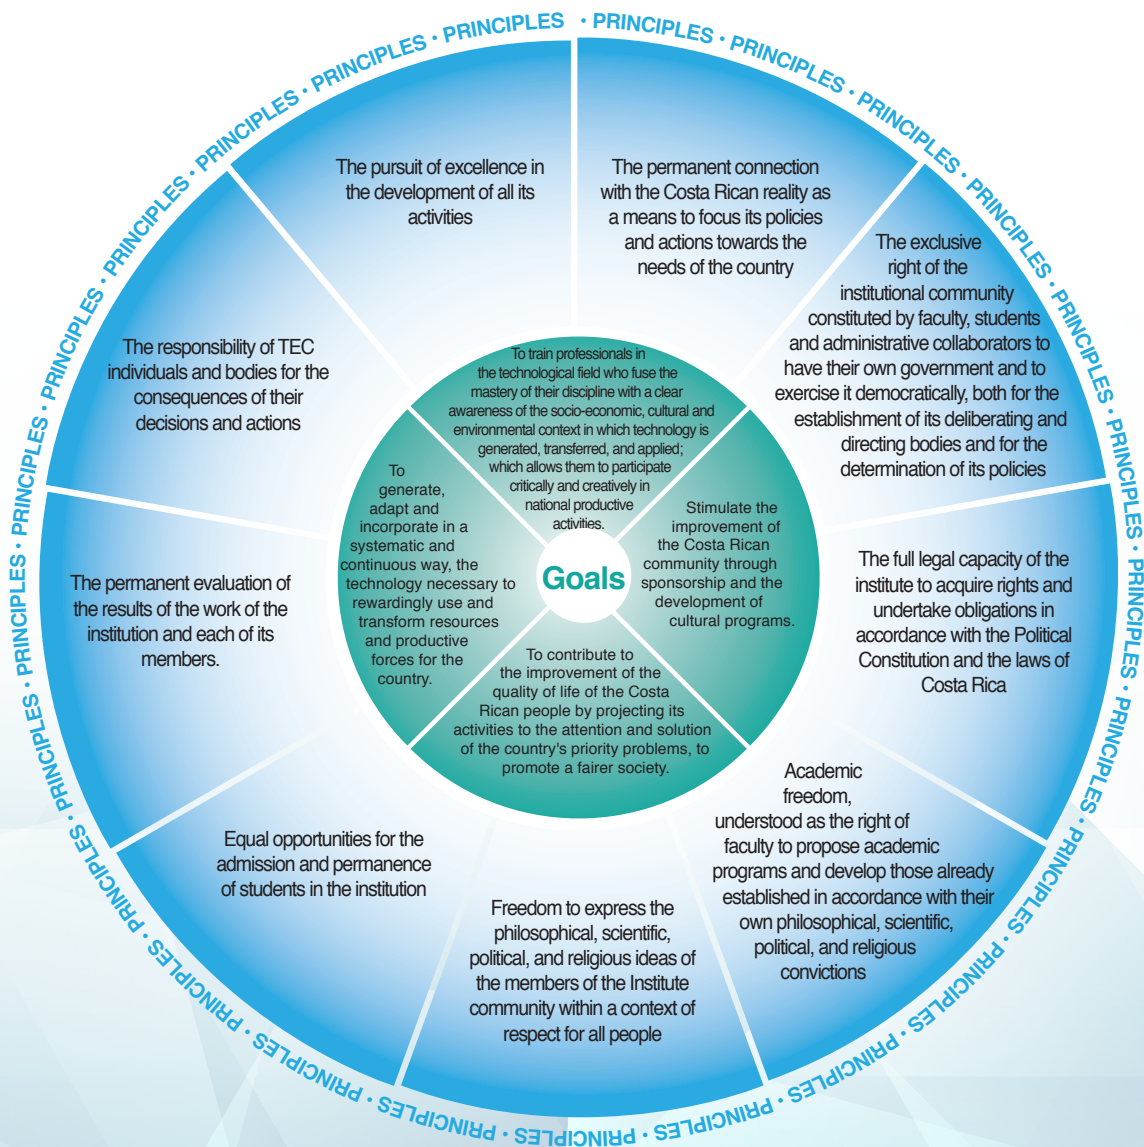 PRINCIPLES • PRINCIPLES • PRINCIPLES • PRINCIPLES • PRINCIPLES • PRINCIPLES • PRINCIPLES • PRINCIPLES • PRINCIPLES • PRINCIPLES • PRINCIPLES • PRINCIPLES • PRINCIPLES • PRINCIPLES • PRINCIPLES • PRINCIPLES • PRINCIPLES • PRINCIPLES • PRINCIPLES • PRINCIPLES • PRINCIPLES • PRINCIPLES • PRINCIPLES • PRINCIPLES
The permanent connection
with the Costa Rican reality as
a means to focus its policies
and actions towards the
needs of the country
The exclusive
right of the
institutional community
constituted by faculty, students
and administrative collaborators to
have their own government and to
exercise it democratically, both for the
establishment of its deliberating and
directing bodies and for the
determination of its policies
The full legal capacity of the
institute to acquire rights and
undertake obligations in
accordance with the Political
Constitution and the laws of
Costa Rica
Academic
freedom,
understood as the right of
faculty to propose academic
programs and develop those already
established in accordance with their
own philosophical, scientific,
political, and religious
convictions
Freedom to express the
philosophical, scientific,
political, and religious ideas of
the members of the Institute
community within a context of
respect for all people
Equal opportunities for the
admission and permanence
of students in the institution
The permanent evaluation of
the results of the work of the
institution and each of its
members.
The responsibility of TEC
individuals and bodies for the
consequences of their
decisions and actions
The pursuit of excellence in
the development of all its
activities
Goals
To train professionals in
the technological field who fuse the
mastery of their discipline with a clear
awareness of the socio-economic, cultural and
environmental context in which technology is
generated, transferred, and applied;
which allows them to participate
critically and creatively in
national productive
activities.
Stimulate the
improvement of
the Costa Rican
community through
sponsorship and the
development of
cultural programs.
To contribute to
the improvement of the
quality of life of the Costa
Rican people by projecting its
activities to the attention and solution
of the country's priority problems, to
promote a fairer society.
To
generate,
adapt and
incorporate in a
systematic and
continuous way, the
technology necessary to
rewardingly use and
transform resources
and productive
forces for the
country.